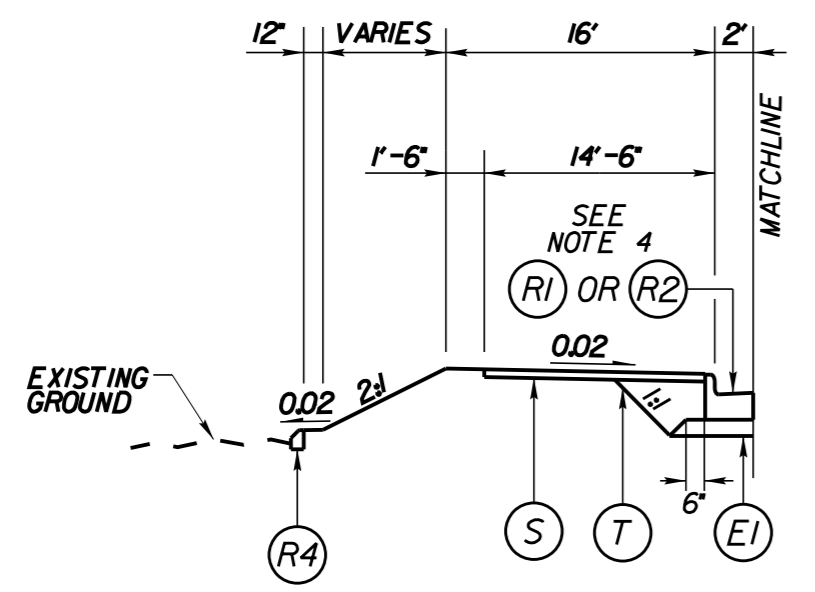 12" VARIES 16' 2'
MATCHLINE
1'-6" 14'-6"
SEE
NOTE 4
R1 OR R2
0.02
EXISTING
GROUND
0.02
2:1
1:1
6"
R4
S
T
E1